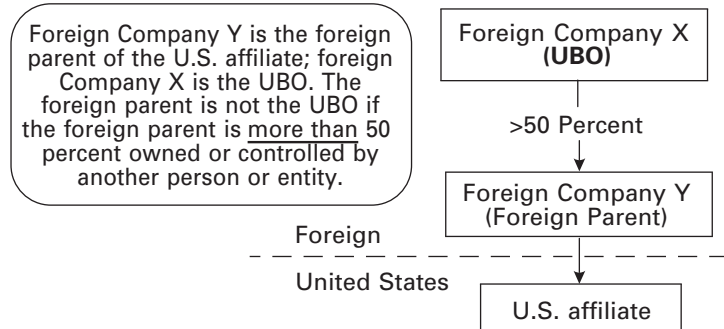 Foreign Company Y is the foreign
parent of the U.S. affiliate; foreign
Company X is the UBO. The
foreign parent is not the UBO if
the foreign parent is more than 50
percent owned or controlled by
another person or entity.
Foreign Company X
(UBO)
>50 Percent
Foreign Company Y
(Foreign Parent)
Foreign
United States
U.S. affiliate